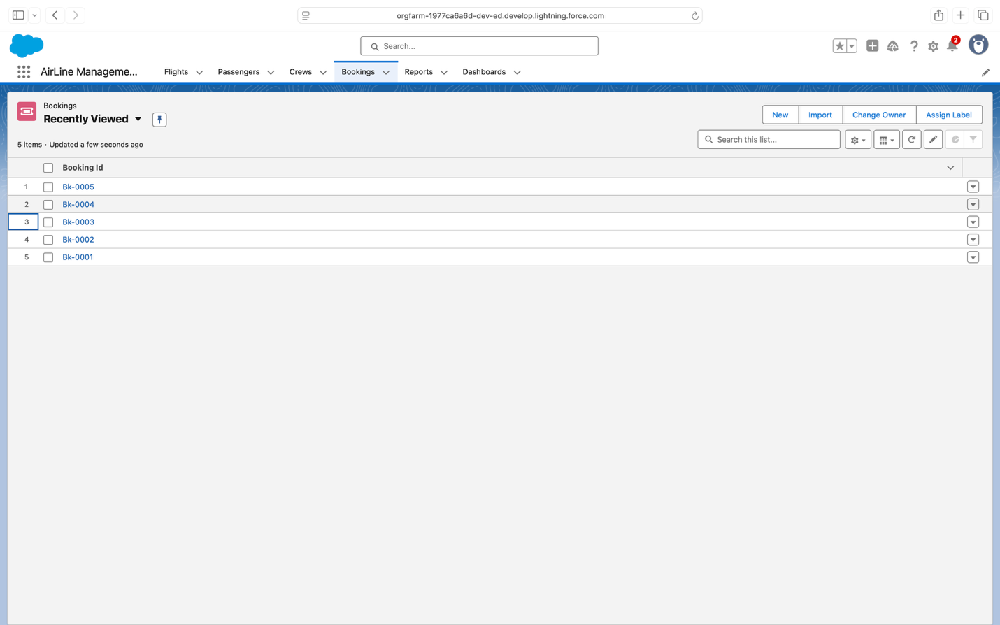 orgfarm-1977ca6a6d-dev-ed.develop.lightning.force.com
Search...
2
AirLine Manageme...
Flights
Passengers
Crews
Bookings
Reports
Dashboards
Bookings
Recently Viewed
New
Import
Change Owner
Assign Label
5 items • Updated a few seconds ago
Search this list...
Booking Id
1 Bk-0005
2 Bk-0004
3 Bk-0003
4 Bk-0002
5 Bk-0001